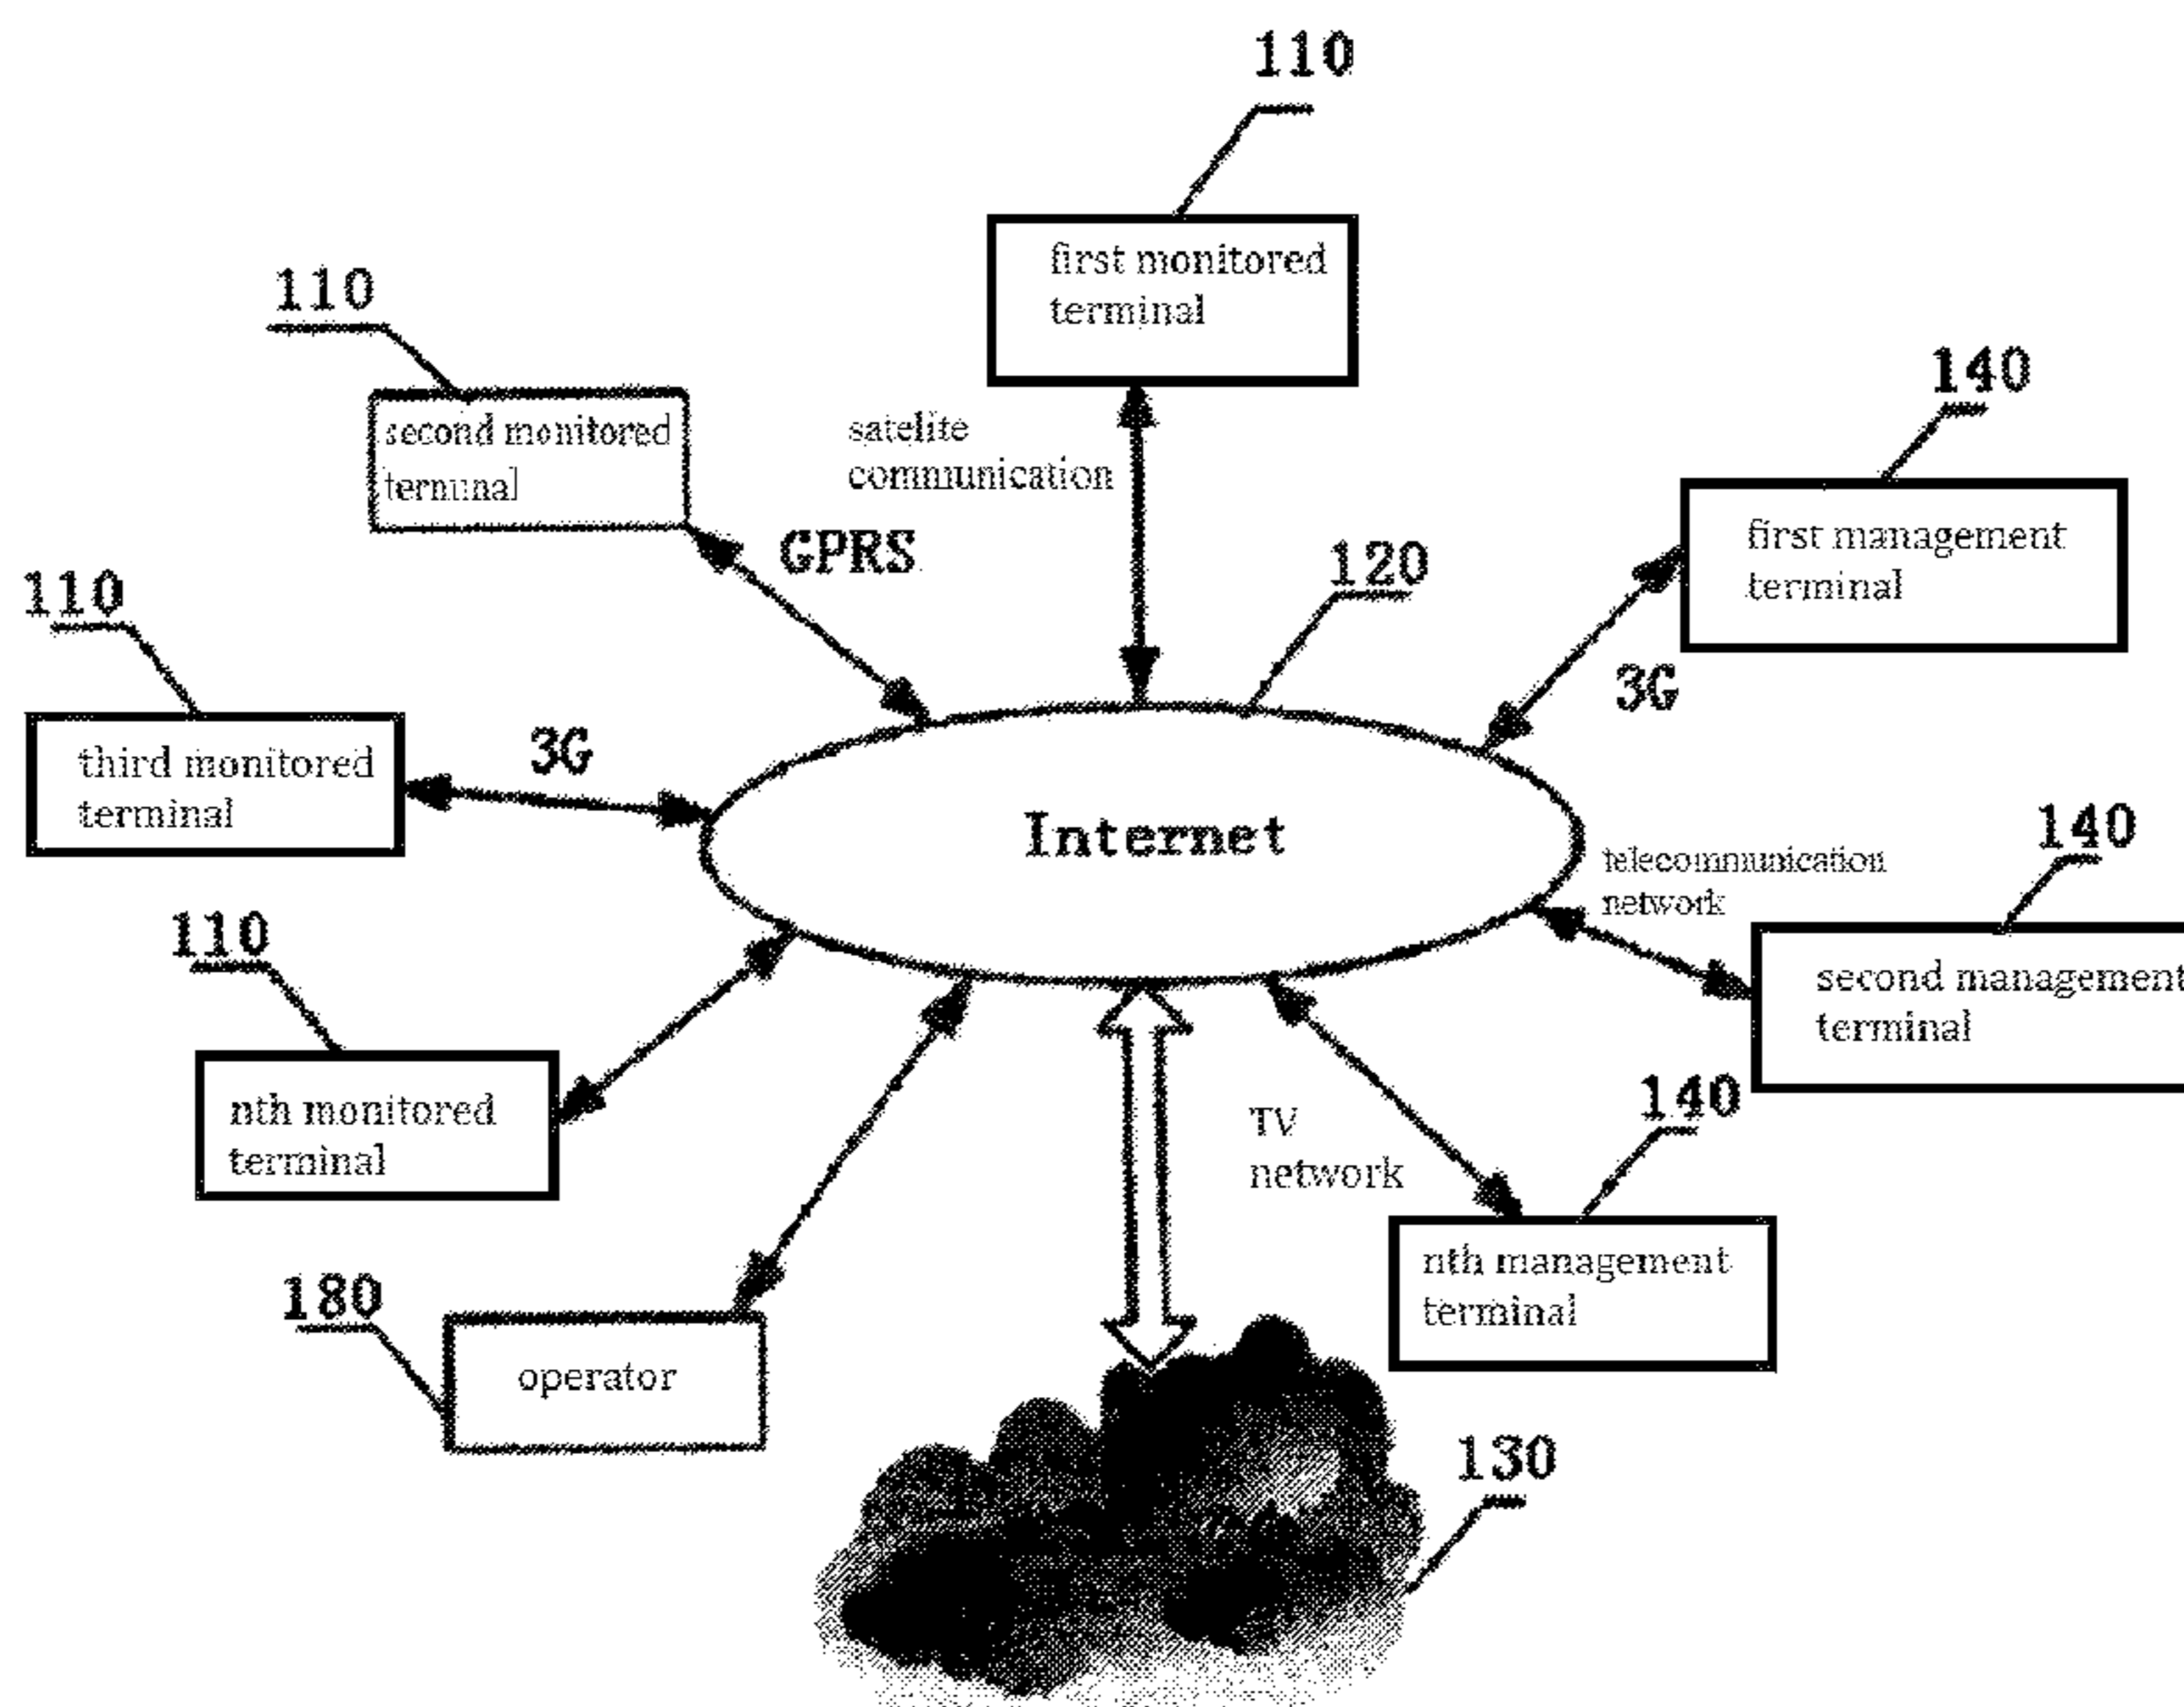 110
first monitored
terminal
110
second monitored
terminal
satelite
communication
GPRS
140
first management
terminal
3G
120
110
third monitored
terminal
3G
Internet
telecommunication
network
140
second management
terminal
110
nth monitored
terminal
TV
network
140
nth management
terminal
180
operator
130